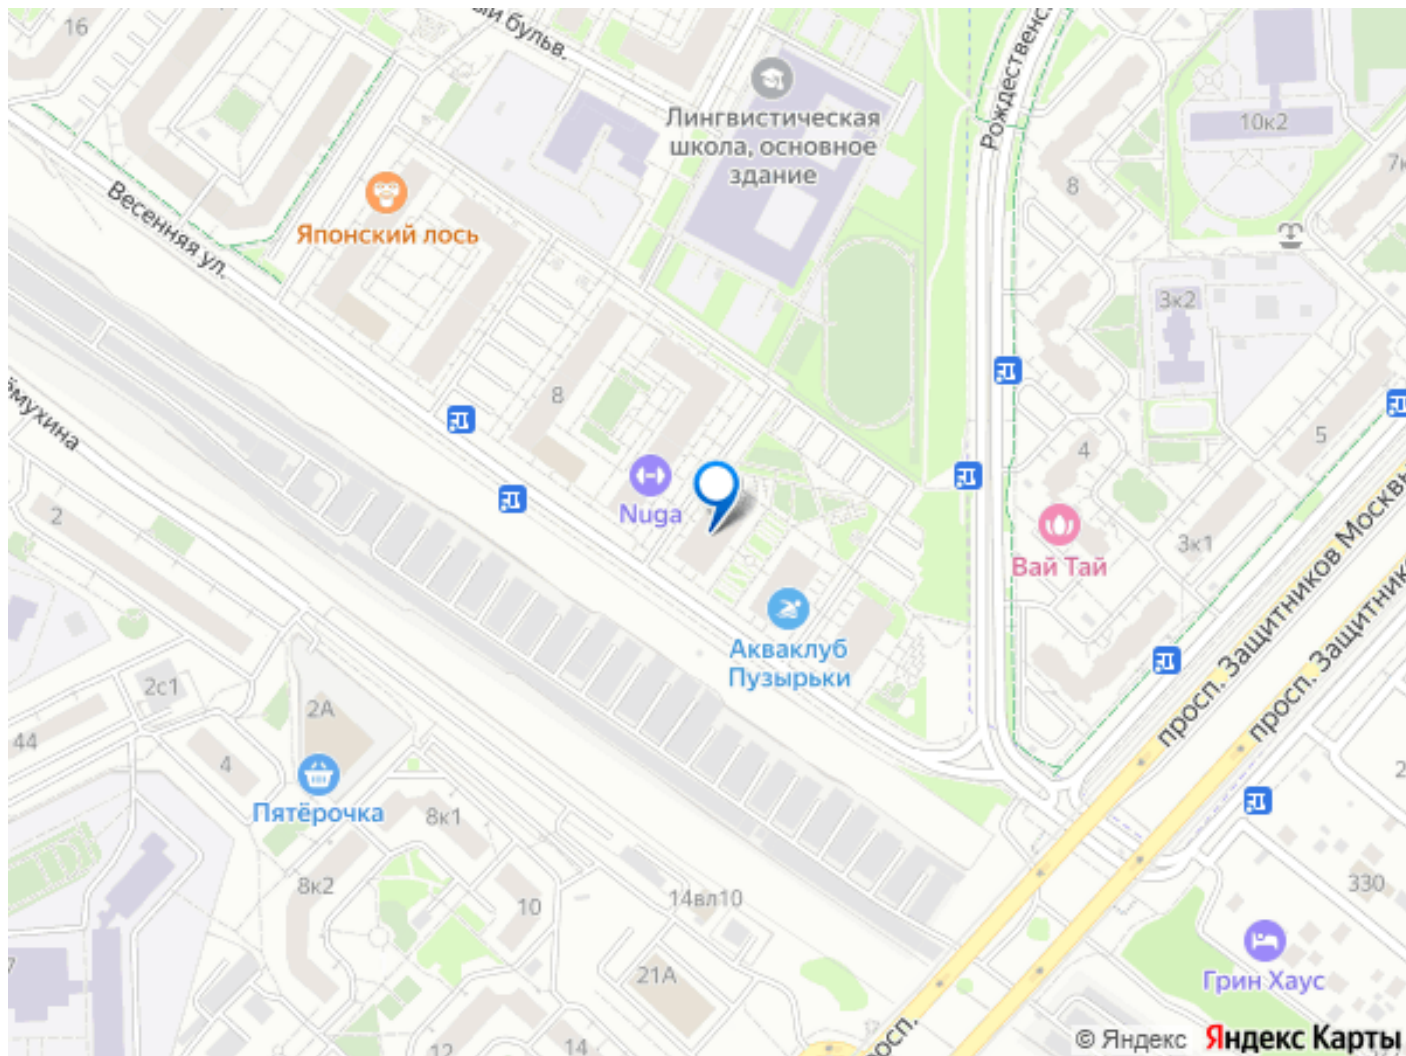 16
ый бульв.
Рождественс
Лингвистическая
школа, основное
здание
10к2
8
7к
Весенняя ул.
Японский лось
3к2
8
ёмухина
4
5
Nuga
2
Вай Тай
3к1
просп. Защитников Москвы
просп. Защитников
Акваклуб
Пузырьки
2с1
2А
44
4
Пятёрочка
8к1
2
8к2
10
14вл10
330
7
21А
Грин Хаус
просп.
12
14
© Яндекс Яндекс Карты